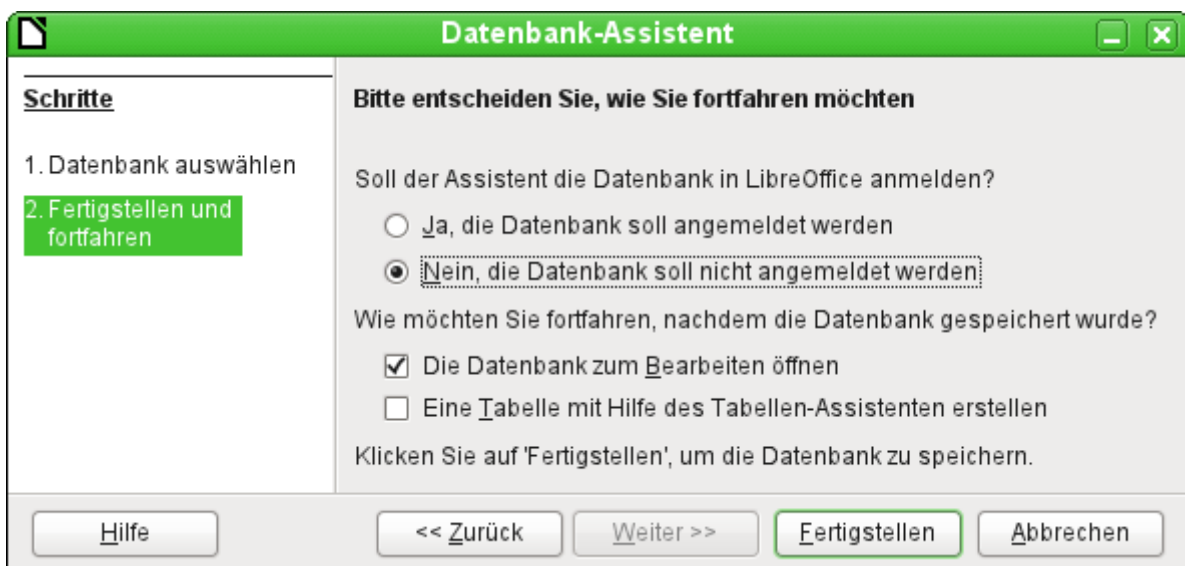 Datenbank-Assistent
Schritte
1. Datenbank auswählen
2. Fertigstellen und
fortfahren
Bitte entscheiden Sie, wie Sie fortfahren möchten
Soll der Assistent die Datenbank in LibreOffice anmelden?
Ja, die Datenbank soll angemeldet werden
Nein, die Datenbank soll nicht angemeldet werden
Wie möchten Sie fortfahren, nachdem die Datenbank gespeichert wurde?
Die Datenbank zum Bearbeiten öffnen
Eine Tabelle mit Hilfe des Tabellen-Assistenten erstellen
Klicken Sie auf 'Fertigstellen', um die Datenbank zu speichern.
Hilfe << Zurück Weiter >> Fertigstellen Abbrechen